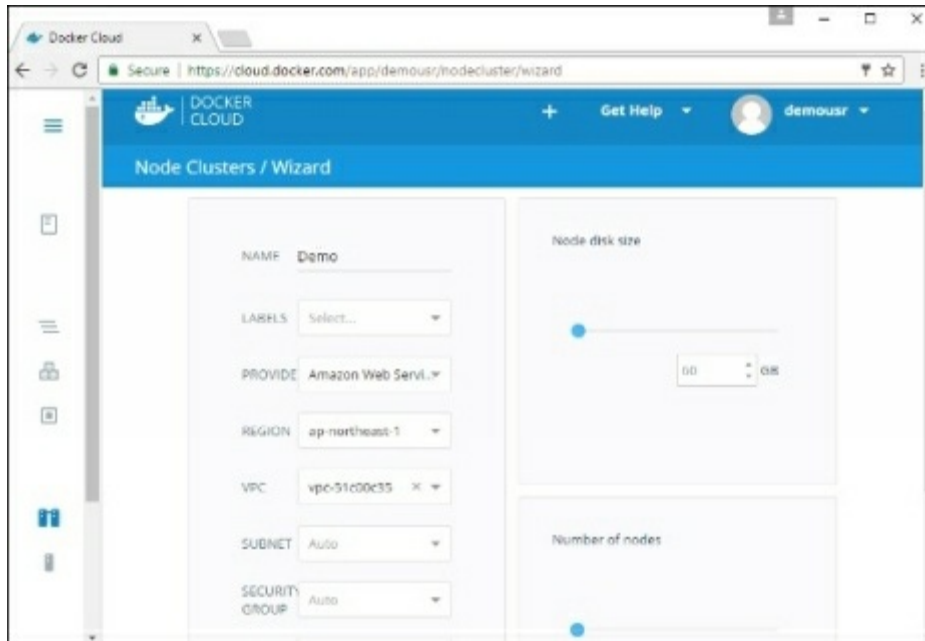 Docker Cloud
Secure | https://cloud.docker.com/app/demousr/nodecluster/wizard
DOCKER
CLOUD
+ Get Help demousr
Node Clusters / Wizard
NAME Demo
LABELS Select...
PROVIDE Amazon Web Servi..
REGION ap-northeast-1
VPC vpc-51c00c35
SUBNET Auto
SECURITY
GROUP Auto
Node disk size
60 GB
Number of nodes